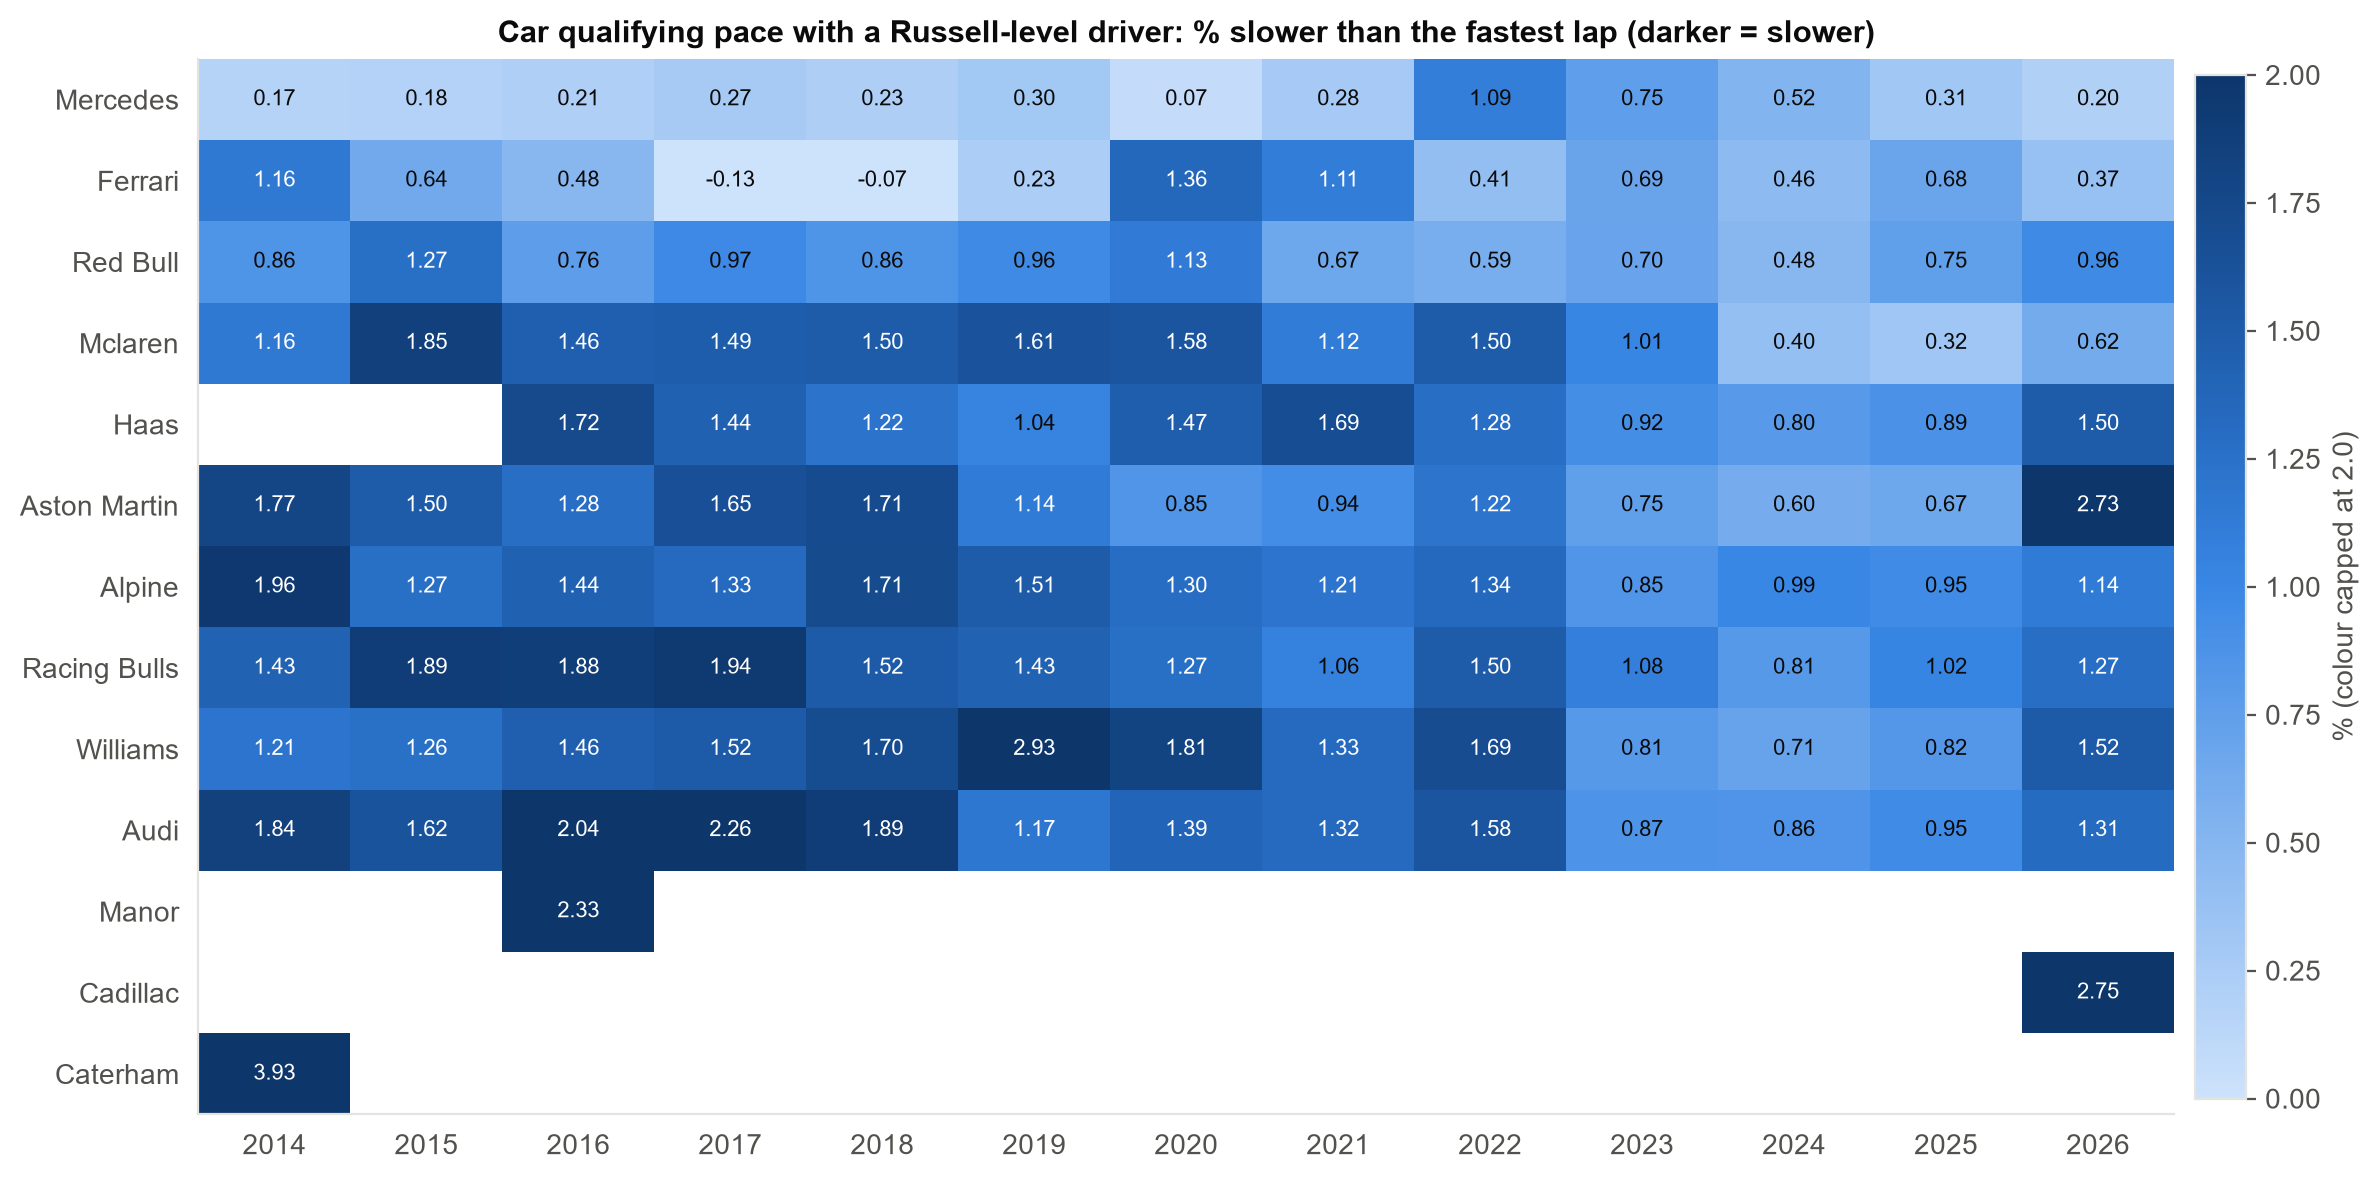 Car qualifying pace with a Russell-level driver: % slower than the fastest lap (darker = slower)
Mercedes 0.17 0.18 0.21 0.27 0.23 0.30 0.07 0.28 1.09 0.75 0.52 0.31 0.20
Ferrari 1.16 0.64 0.48 -0.13 -0.07 0.23 1.36 1.11 0.41 0.69 0.46 0.68 0.37
Red Bull 0.86 1.27 0.76 0.97 0.86 0.96 1.13 0.67 0.59 0.70 0.48 0.75 0.96
Mclaren 1.16 1.85 1.46 1.49 1.50 1.61 1.58 1.12 1.50 1.01 0.40 0.32 0.62
Haas 1.72 1.44 1.22 1.04 1.47 1.69 1.28 0.92 0.80 0.89 1.50
Aston Martin 1.77 1.50 1.28 1.65 1.71 1.14 0.85 0.94 1.22 0.75 0.60 0.67 2.73
Alpine 1.96 1.27 1.44 1.33 1.71 1.51 1.30 1.21 1.34 0.85 0.99 0.95 1.14
Racing Bulls 1.43 1.89 1.88 1.94 1.52 1.43 1.27 1.06 1.50 1.08 0.81 1.02 1.27
Williams 1.21 1.26 1.46 1.52 1.70 2.93 1.81 1.33 1.69 0.81 0.71 0.82 1.52
Audi 1.84 1.62 2.04 2.26 1.89 1.17 1.39 1.32 1.58 0.87 0.86 0.95 1.31
Manor 2.33
Cadillac 2.75
Caterham 3.93
2014 2015 2016 2017 2018 2019 2020 2021 2022 2023 2024 2025 2026
2.00
1.75
1.50
1.25
1.00
0.75
0.50
0.25
0.00
% (colour capped at 2.0)